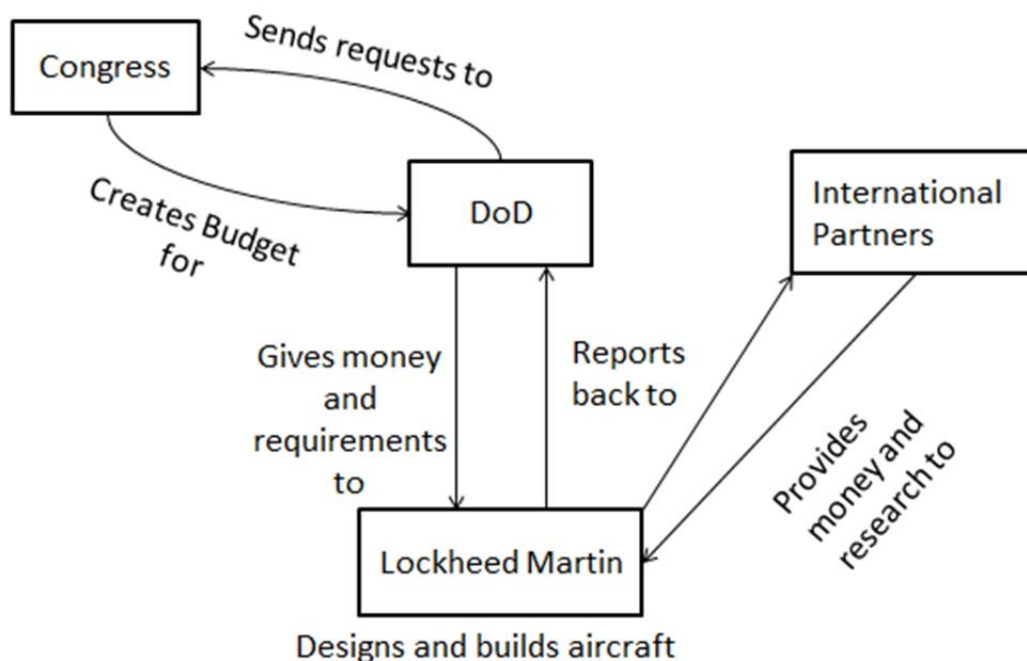 Sends requests to
Congress
DoD
International
Partners
Creates Budget
for
Gives money
and
requirements
to
Reports
back to
Provides
money and
research to
Lockheed Martin
Designs and builds aircraft